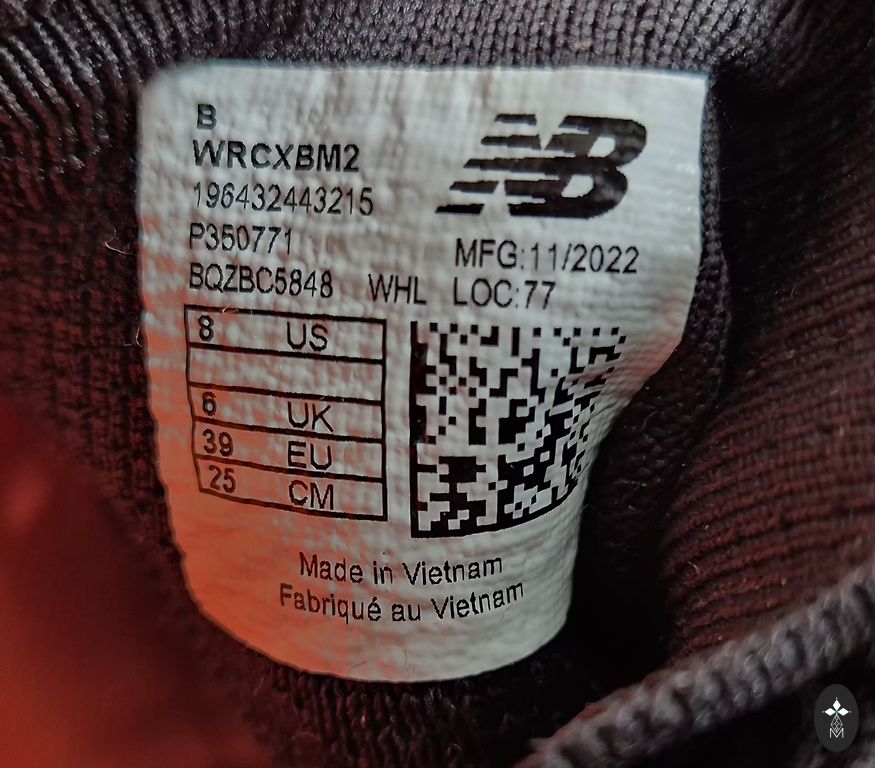 B
WRCXBM2
196432443215
P350771
BQZBC5848 WHL
NB
MFG:11/2022
LOC:77
8 US
6 UK
39 EU
25 CM
Made in Vietnam
Fabriqué au Vietnam
M